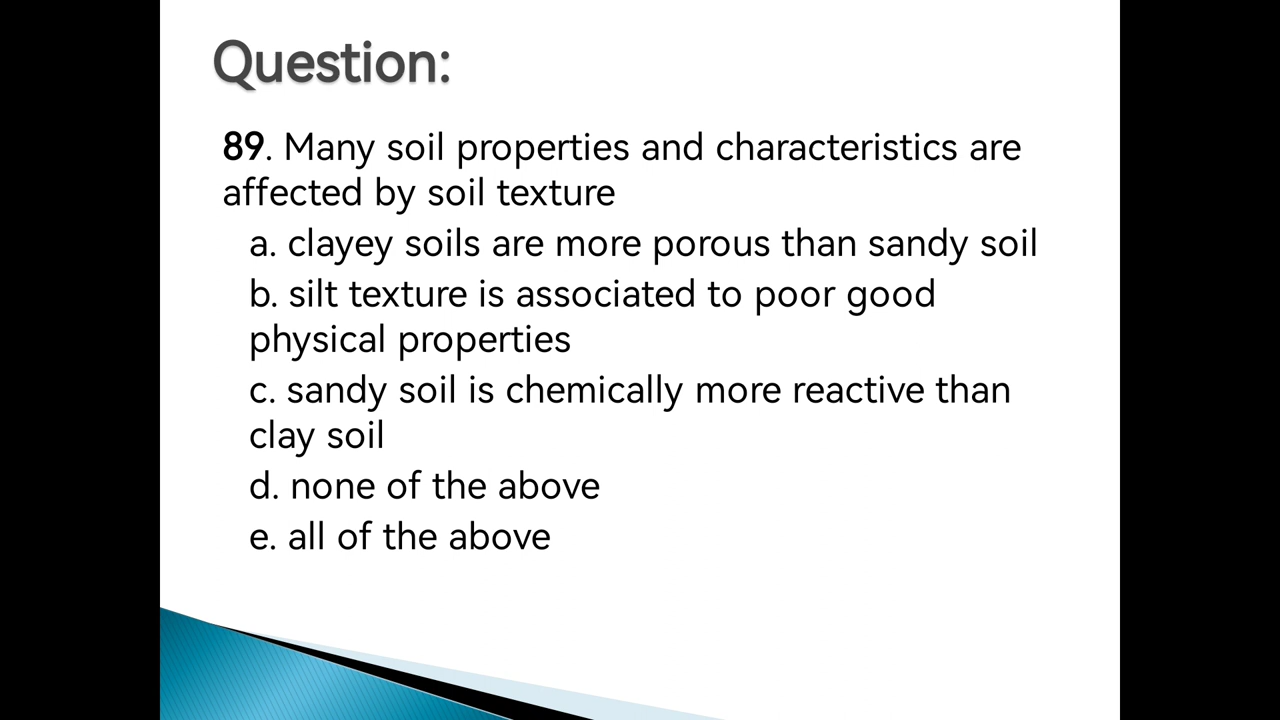 Question:
89. Many soil properties and characteristics are
affected by soil texture
a. clayey soils are more porous than sandy soil
b. silt texture is associated to poor good
physical properties
c. sandy soil is chemically more reactive than
clay soil
d. none of the above
e. all of the above